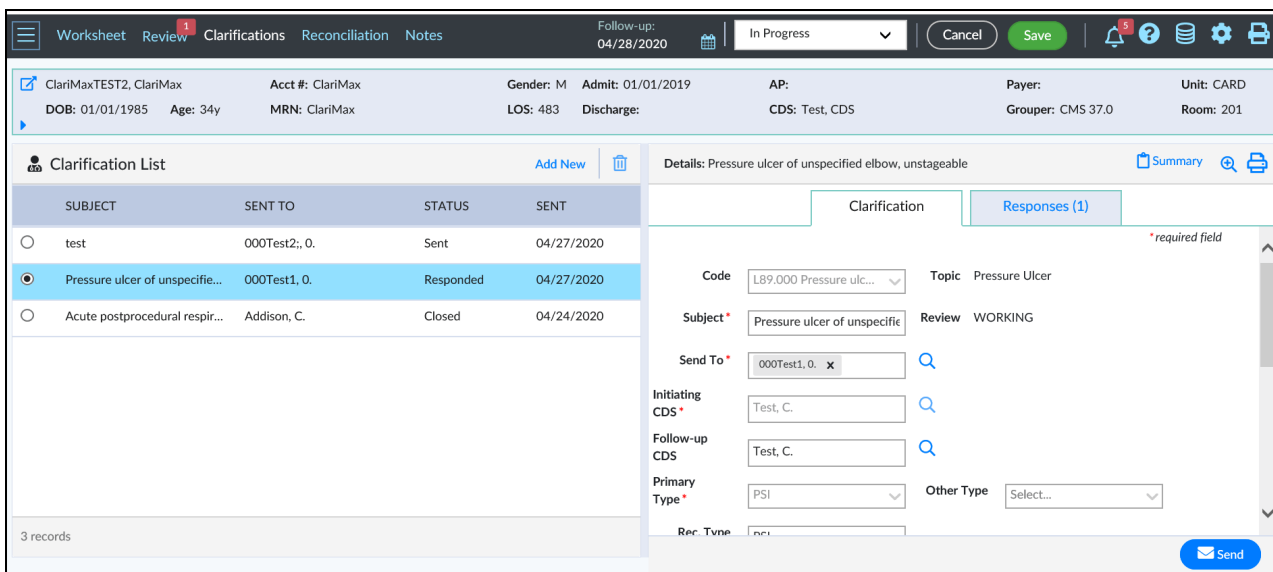 Worksheet Review 1 Clarifications Reconciliation Notes Follow-up: 04/28/2020 In Progress Cancel Save 5 ?
ClariMaxTEST2, ClariMax Acct #: ClariMax Gender: M Admit: 01/01/2019 AP: Payer: Unit: CARD
DOB: 01/01/1985 Age: 34y MRN: ClariMax LOS: 483 Discharge: CDS: Test, CDS Grouper: CMS 37.0 Room: 201
Clarification List Add New
SUBJECT SENT TO STATUS SENT
test 000Test2;, 0. Sent 04/27/2020
Pressure ulcer of unspecifie... 000Test1, 0. Responded 04/27/2020
Acute postprocedural respir... Addison, C. Closed 04/24/2020
3 records
Details: Pressure ulcer of unspecified elbow, unstageable Summary
Clarification Responses (1)
* required field
Code L89.000 Pressure ulc... Topic Pressure Ulcer
Subject * Pressure ulcer of unspecifie Review WORKING
Send To * 000Test1, 0. x
Initiating
CDS * Test, C.
Follow-up
CDS Test, C.
Primary
Type * PSI Other Type Select...
Rec. Type PSI
Send